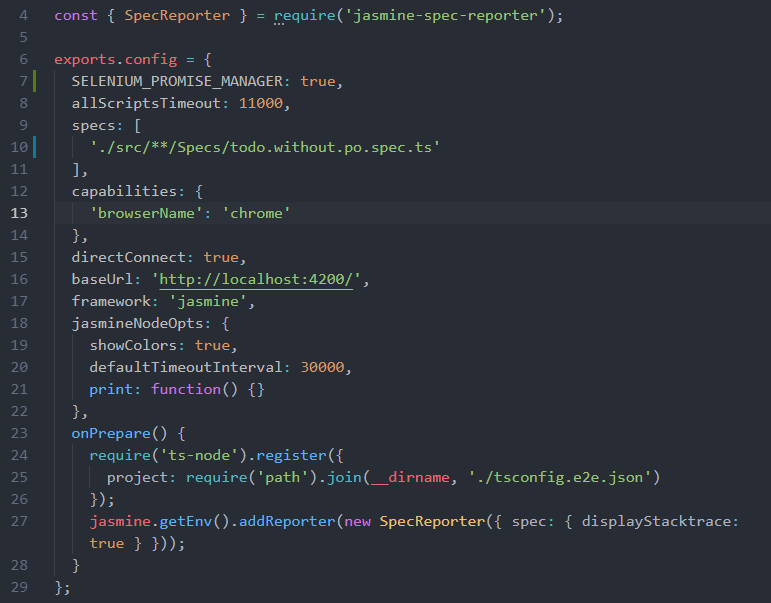 4 const { SpecReporter } = require('jasmine-spec-reporter');
5
6 exports.config = {
7 SELENIUM_PROMISE_MANAGER: true,
8 allScriptsTimeout: 11000,
9 specs: [
10 './src/**/Specs/todo.without.po.spec.ts'
11 ],
12 capabilities: {
13 'browserName': 'chrome'
14 },
15 directConnect: true,
16 baseUrl: 'http://localhost:4200/',
17 framework: 'jasmine',
18 jasmineNodeOpts: {
19 showColors: true,
20 defaultTimeoutInterval: 30000,
21 print: function() {}
22 },
23 onPrepare() {
24 require('ts-node').register({
25 project: require('path').join(__dirname, './tsconfig.e2e.json')
26 });
27 jasmine.getEnv().addReporter(new SpecReporter({ spec: { displayStacktrace:
true } }));
28 }
29 };